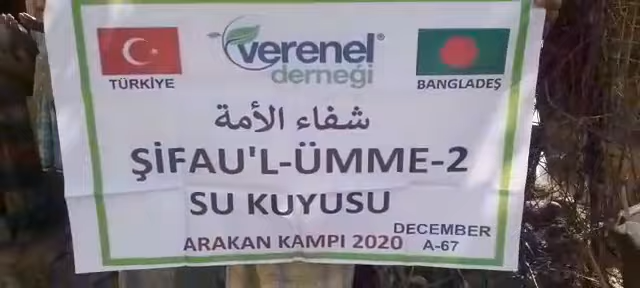 verenel®
derneği
TÜRKİYE
BANGLADEŞ
شفاء الأمة
ŞİFAU'L-ÜMME-2
SU KUYUSU
ARAKAN KAMPI 2020
DECEMBER
A-67